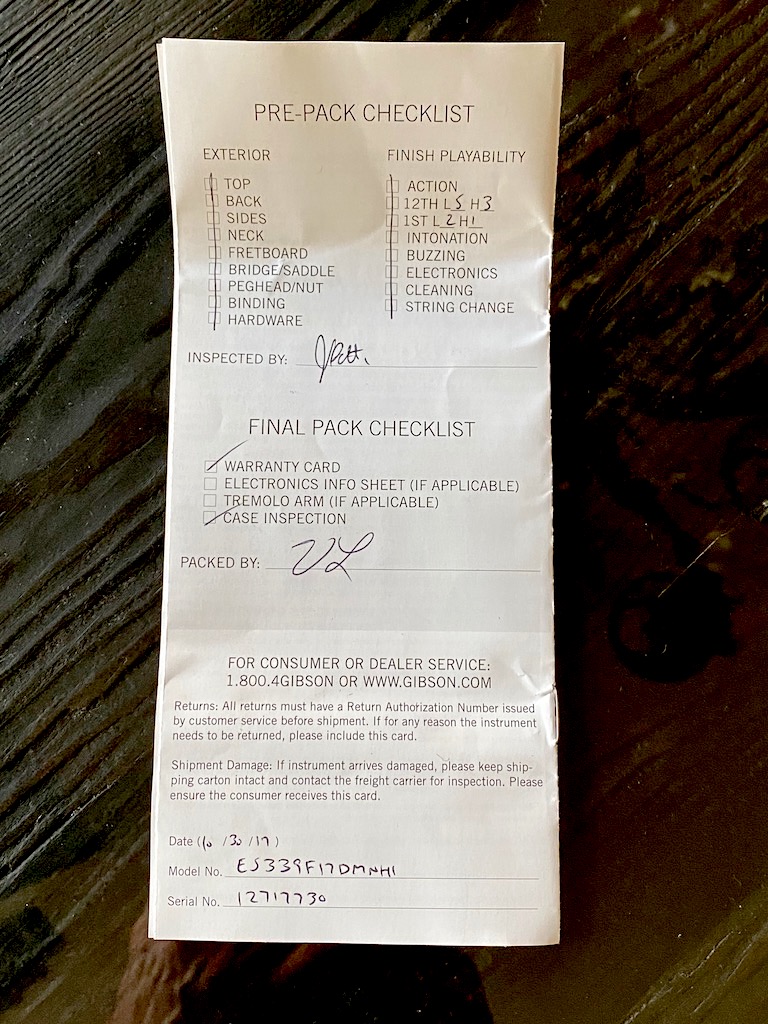 PRE-PACK CHECKLIST
EXTERIOR
TOP
BACK
SIDES
NECK
FRETBOARD
BRIDGE/SADDLE
PEGHEAD/NUT
BINDING
HARDWARE
FINISH PLAYABILITY
ACTION
12TH L 5 H 3
1ST L 2 H 1
INTONATION
BUZZING
ELECTRONICS
CLEANING
STRING CHANGE
INSPECTED BY:
FINAL PACK CHECKLIST
WARRANTY CARD
ELECTRONICS INFO SHEET (IF APPLICABLE)
TREMOLO ARM (IF APPLICABLE)
CASE INSPECTION
PACKED BY: VL
FOR CONSUMER OR DEALER SERVICE:
1.800.4GIBSON OR WWW.GIBSON.COM
Returns: All returns must have a Return Authorization Number issued
by customer service before shipment. If for any reason the instrument
needs to be returned, please include this card.
Shipment Damage: If instrument arrives damaged, please keep ship-
ping carton intact and contact the freight carrier for inspection. Please
ensure the consumer receives this card.
Date (10 /30 /17 )
Model No. ES339F17DMNH1
Serial No. 12717730